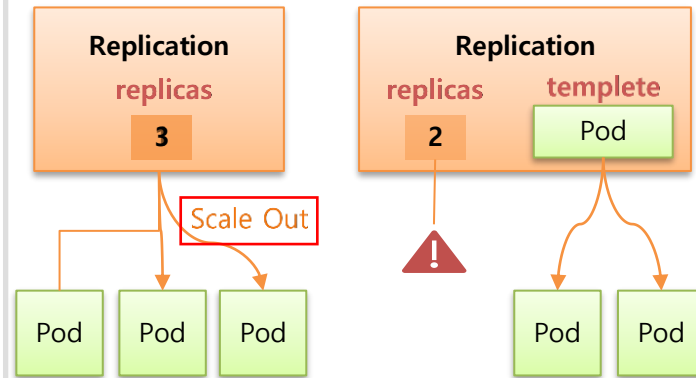 Replication
replicas
3
Scale Out
Pod
Pod
Pod
Replication
replicas
templete
2
Pod
!
Pod
Pod